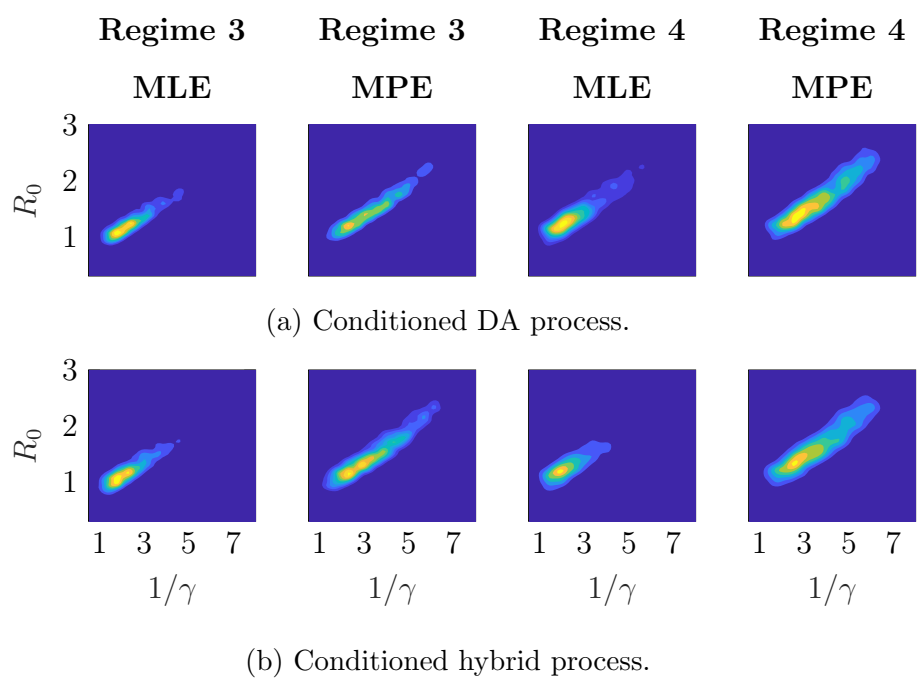 Regime 3 Regime 3 Regime 4 Regime 4
MLE MPE MLE MPE
3
2
R₀
1
(a) Conditioned DA process.
3
2
R₀
1
1 3 5 7 1 3 5 7 1 3 5 7 1 3 5 7
1/γ 1/γ 1/γ 1/γ
(b) Conditioned hybrid process.